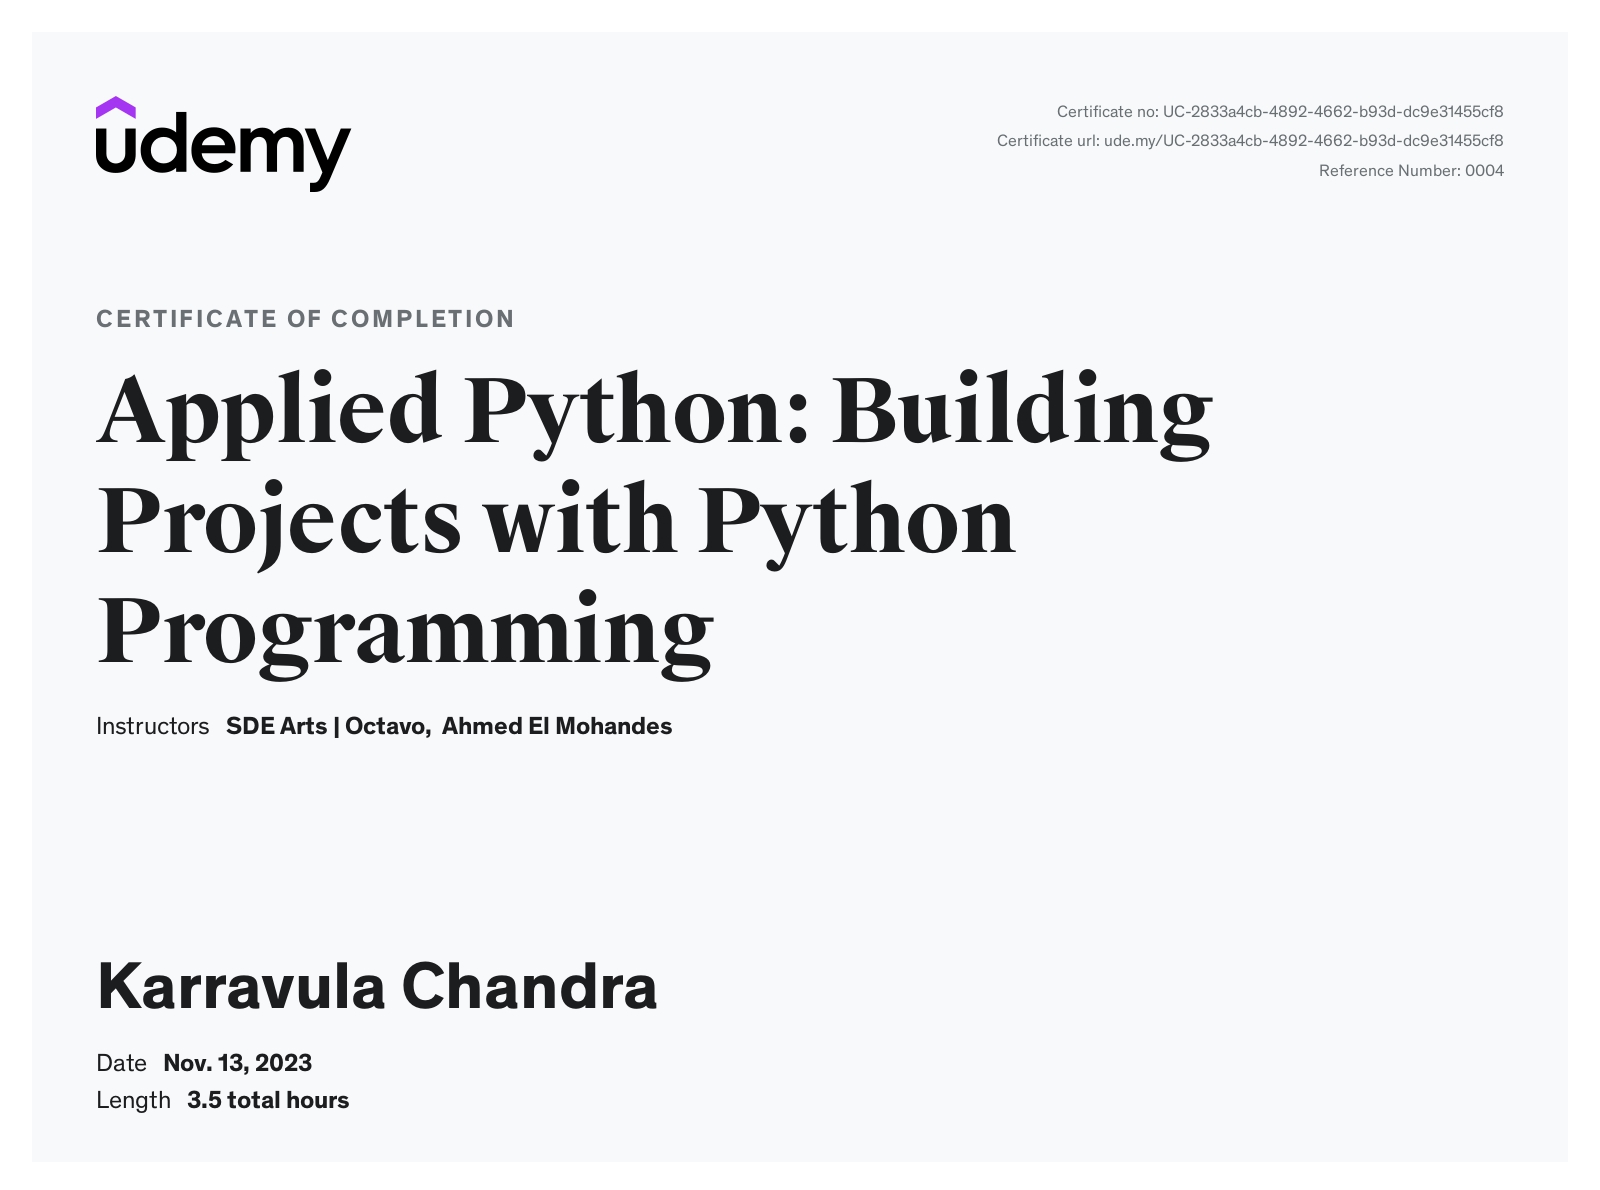 udemy
Certificate no: UC-2833a4cb-4892-4662-b93d-dc9e31455cf8
Certificate url: ude.my/UC-2833a4cb-4892-4662-b93d-dc9e31455cf8
Reference Number: 0004
CERTIFICATE OF COMPLETION
Applied Python: Building
Projects with Python
Programming
Instructors SDE Arts | Octavo, Ahmed El Mohandes
Karravula Chandra
Date Nov. 13, 2023
Length 3.5 total hours